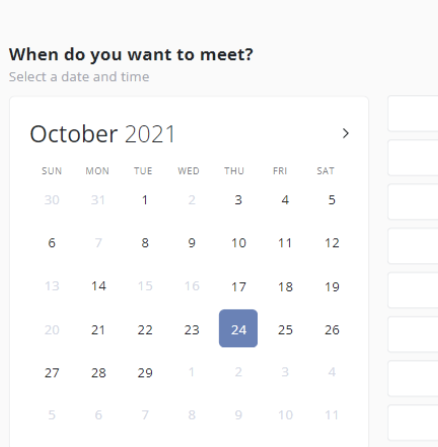 When do you want to meet?
Select a date and time
October 2021
SUN MON TUE WED THU FRI SAT
30 31 1 2 3 4 5
6 7 8 9 10 11 12
13 14 15 16 17 18 19
20 21 22 23 24 25 26
27 28 29 1 2 3 4
5 6 7 8 9 10 11